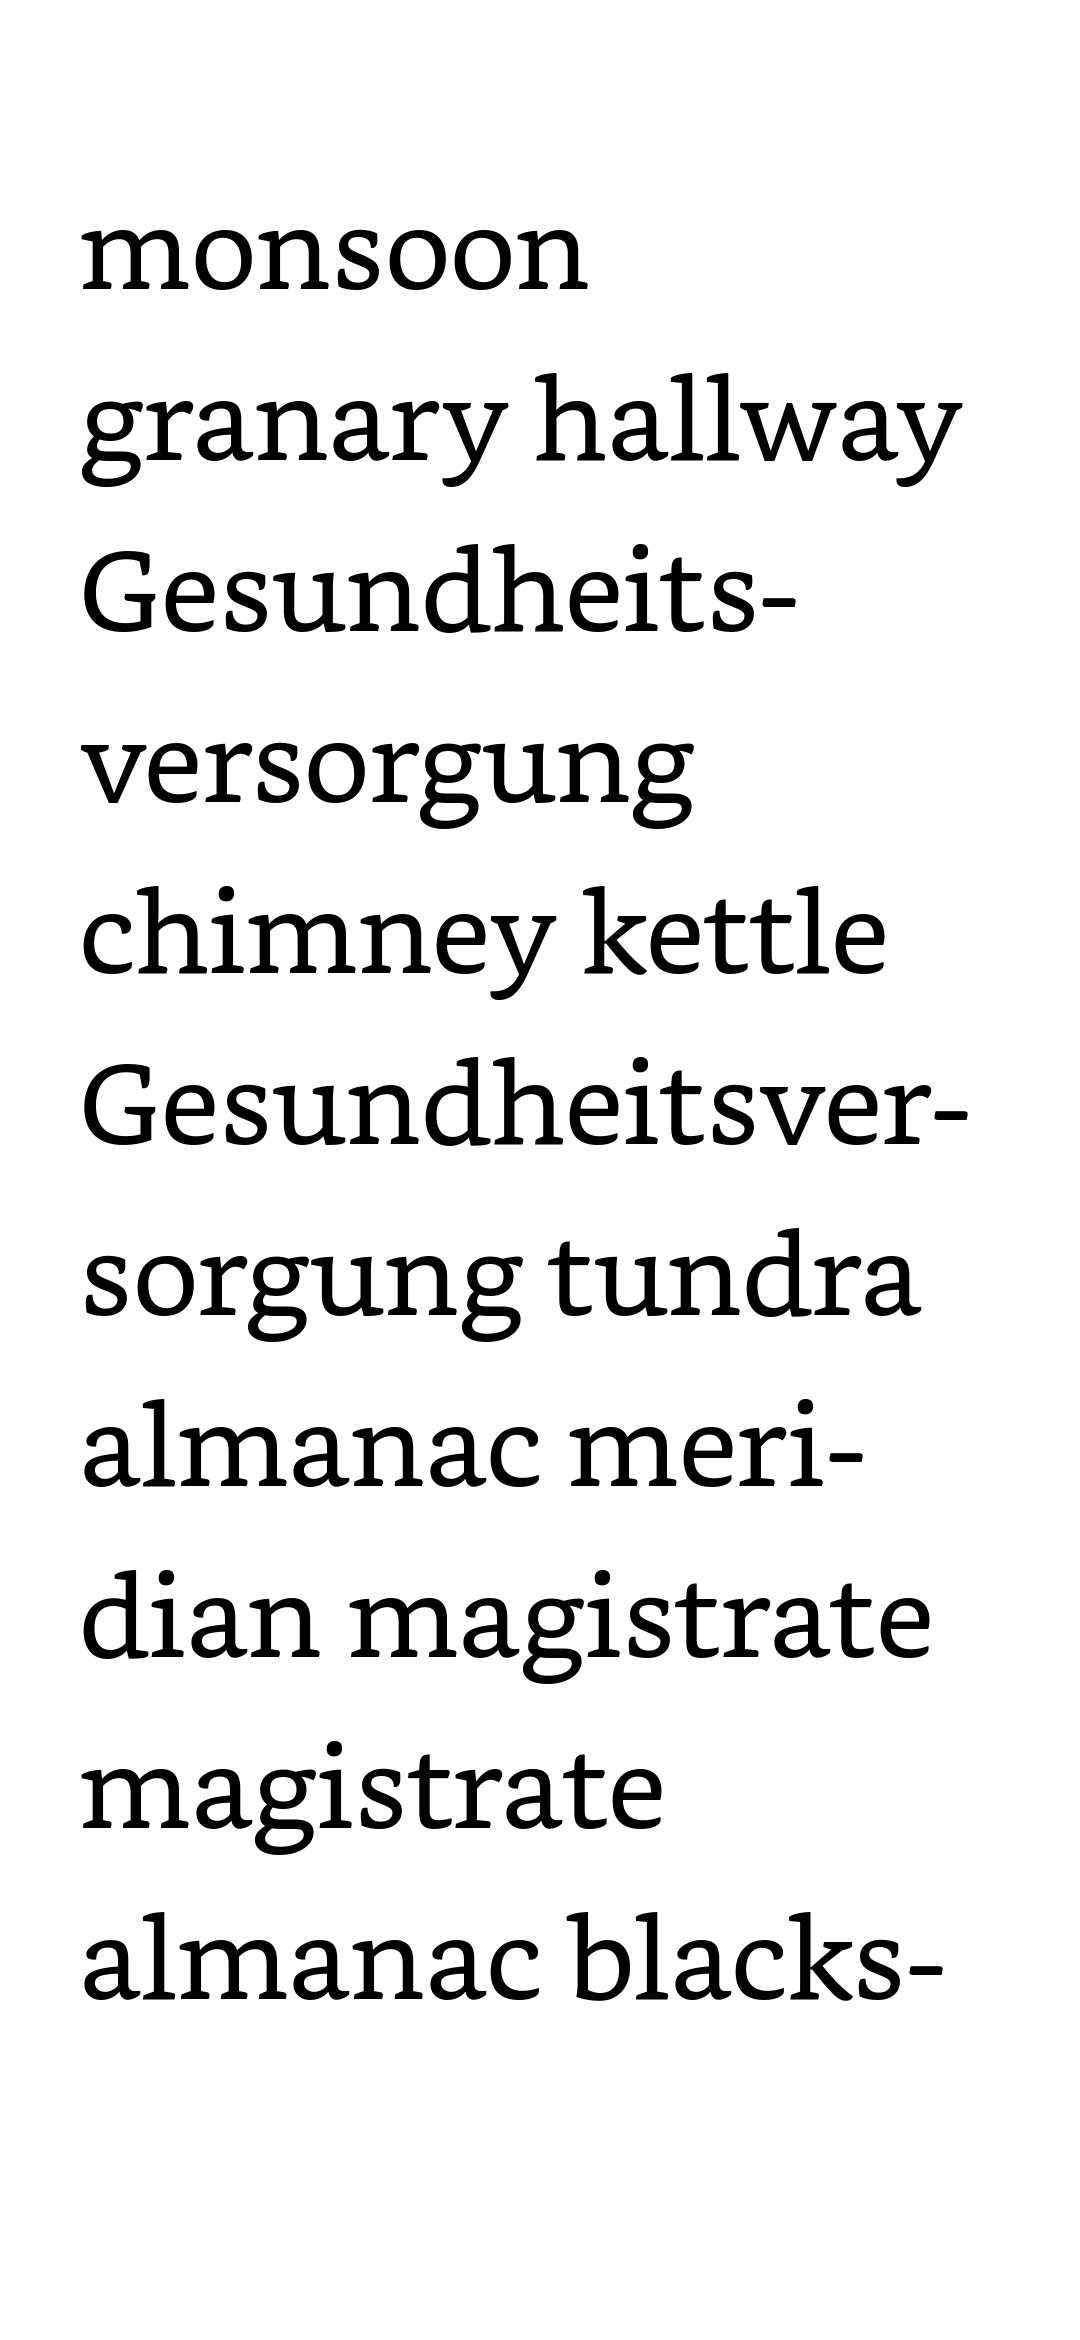 monsoon
granary hallway
Gesundheits-
versorgung
chimney kettle
Gesundheitsver-
sorgung tundra
almanac meri-
dian magistrate
magistrate
almanac blacks-